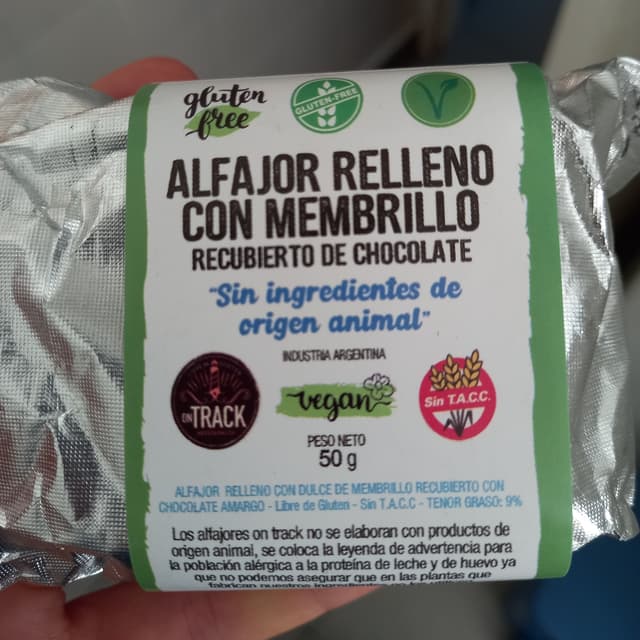 gluten
free
GLUTEN-FREE
V
ALFAJOR RELLENO
CON MEMBRILLO
RECUBIERTO DE CHOCOLATE
"Sin ingredientes de
origen animal"
INDUSTRIA ARGENTINA
ON
TRACK
vegan
Sin T.A.C.C.
PESO NETO
50 g
ALFAJOR RELLENO CON DULCE DE MEMBRILLO RECUBIERTO CON
CHOCOLATE AMARGO - Libre de Gluten - Sin T.A.C.C - TENOR GRASO: 9%
Los alfajores on track no se elaboran con productos de
origen animal, se coloca la leyenda de advertencia para
la población alérgica a la proteína de leche y de huevo ya
que no podemos asegurar que en las plantas que
fabrican nuestros ingredientes no